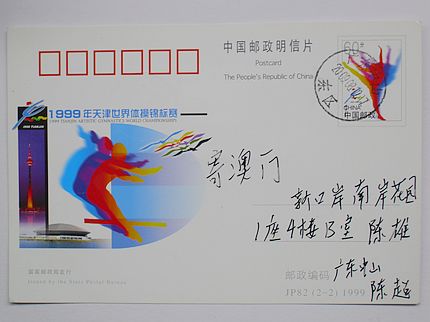 中国邮政明信片
Postcard
The People's Republic of China
60分
CHINA
中国邮政
1999 TIANJIN
1999年天津世界体操锦标赛
1999 TIANJIN ARTISTIC GYMNASTICS WORLD CHAMPIONSHIPS
寄澳门
新口岸南岸花园
1座4楼B室 陈雄
国家邮政局发行
Issued by the State Postal Bureau
邮政编码
广东中山
JP82 (2-2) 1999
陈超